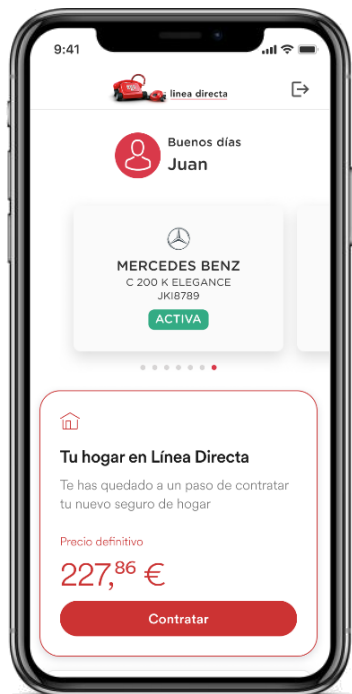 9:41
linea directa
Buenos días
Juan
MERCEDES BENZ
C 200 K ELEGANCE
JKI8789
ACTIVA
Tu hogar en Línea Directa
Te has quedado a un paso de contratar
tu nuevo seguro de hogar
Precio definitivo
227,86 €
Contratar